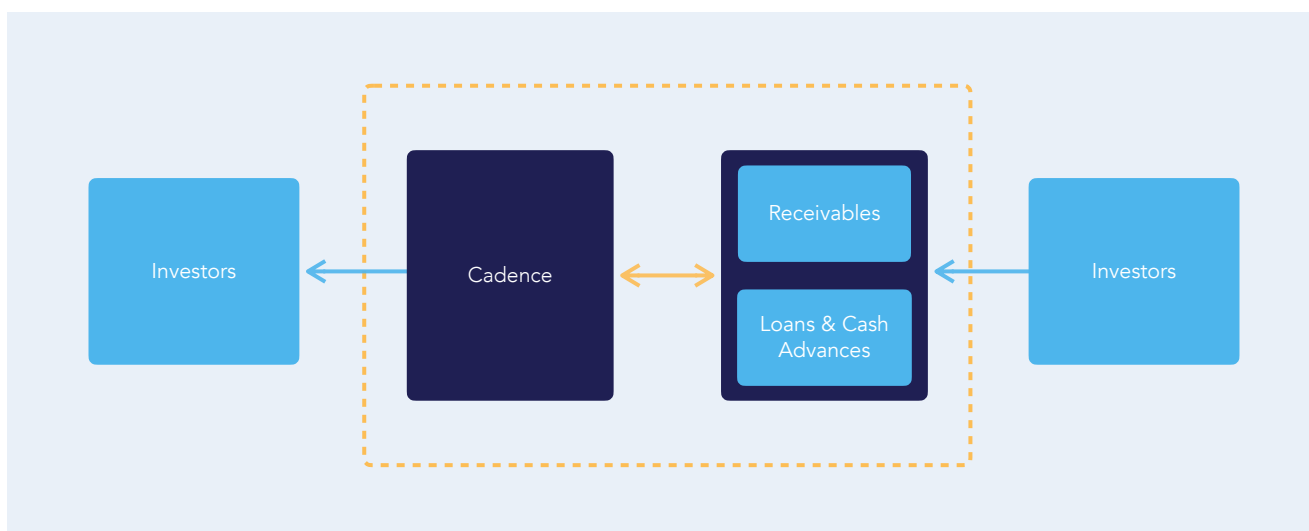 Investors
Cadence
Receivables
Loans & Cash
Advances
Investors